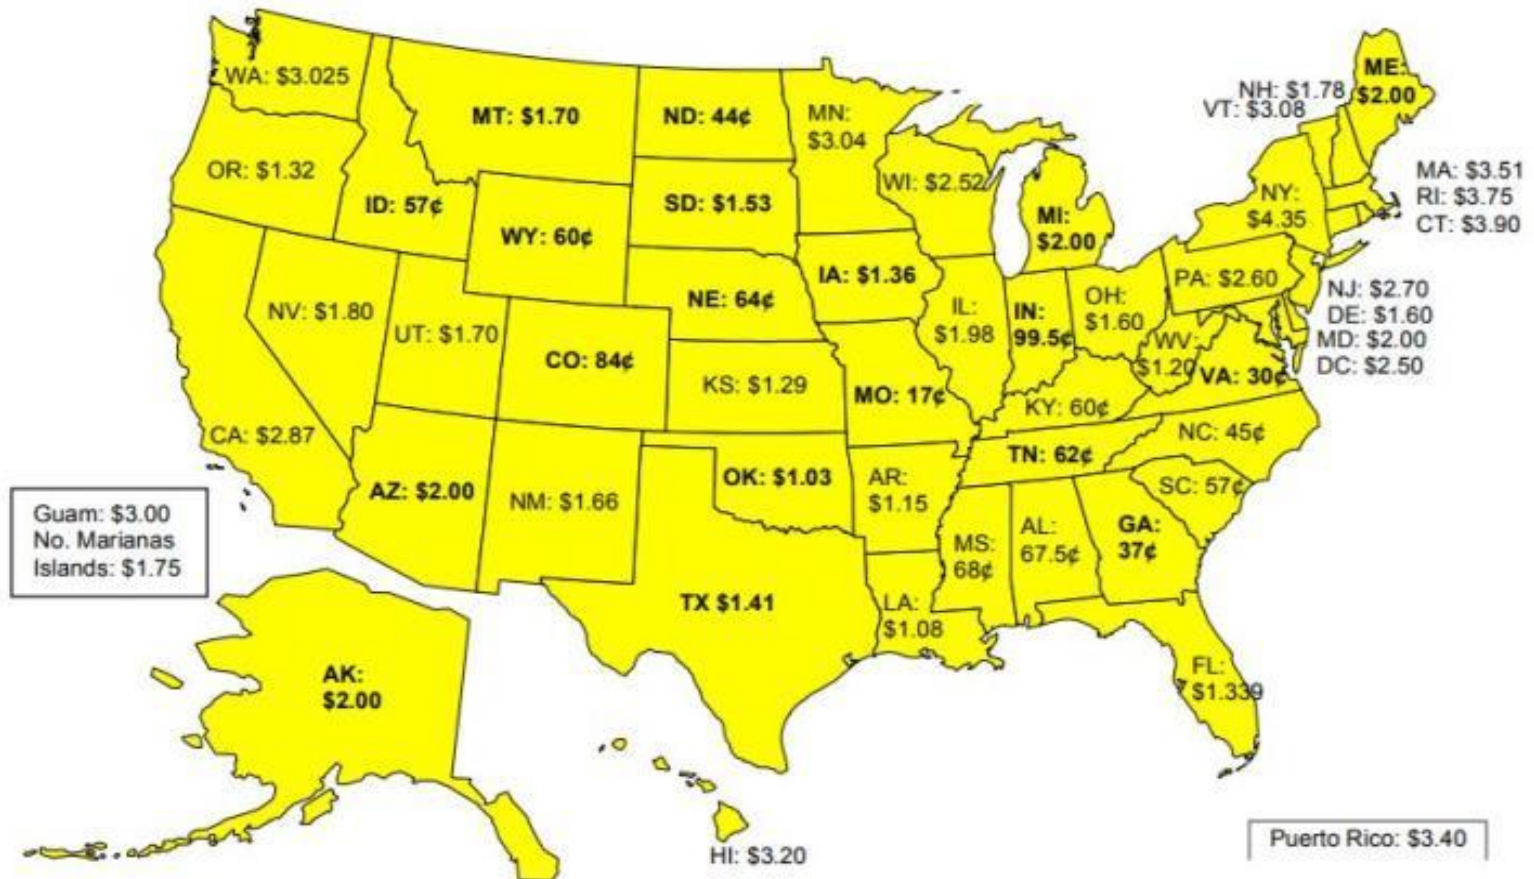 WA: $3.025
MT: $1.70
ND: 44¢
MN:
$3.04
NH: $1.78
VT: $3.08
ME:
$2.00
OR: $1.32
ID: 57¢
WY: 60¢
SD: $1.53
WI: $2.52
MI:
$2.00
NY:
$4.35
MA: $3.51
RI: $3.75
CT: $3.90
NV: $1.80
UT: $1.70
CO: 84¢
NE: 64¢
IA: $1.36
IL:
$1.98
IN:
99.5¢
OH:
$1.60
PA: $2.60
NJ: $2.70
DE: $1.60
MD: $2.00
DC: $2.50
WV:
$1.20
VA: 30¢
CA: $2.87
KS: $1.29
MO: 17¢
KY: 60¢
NC: 45¢
TN: 62¢
AZ: $2.00
NM: $1.66
OK: $1.03
AR:
$1.15
SC: 57¢
MS:
68¢
AL:
67.5¢
GA:
37¢
Guam: $3.00
No. Marianas
Islands: $1.75
TX $1.41
LA:
$1.08
FL:
$1.339
AK:
$2.00
HI: $3.20
Puerto Rico: $3.40